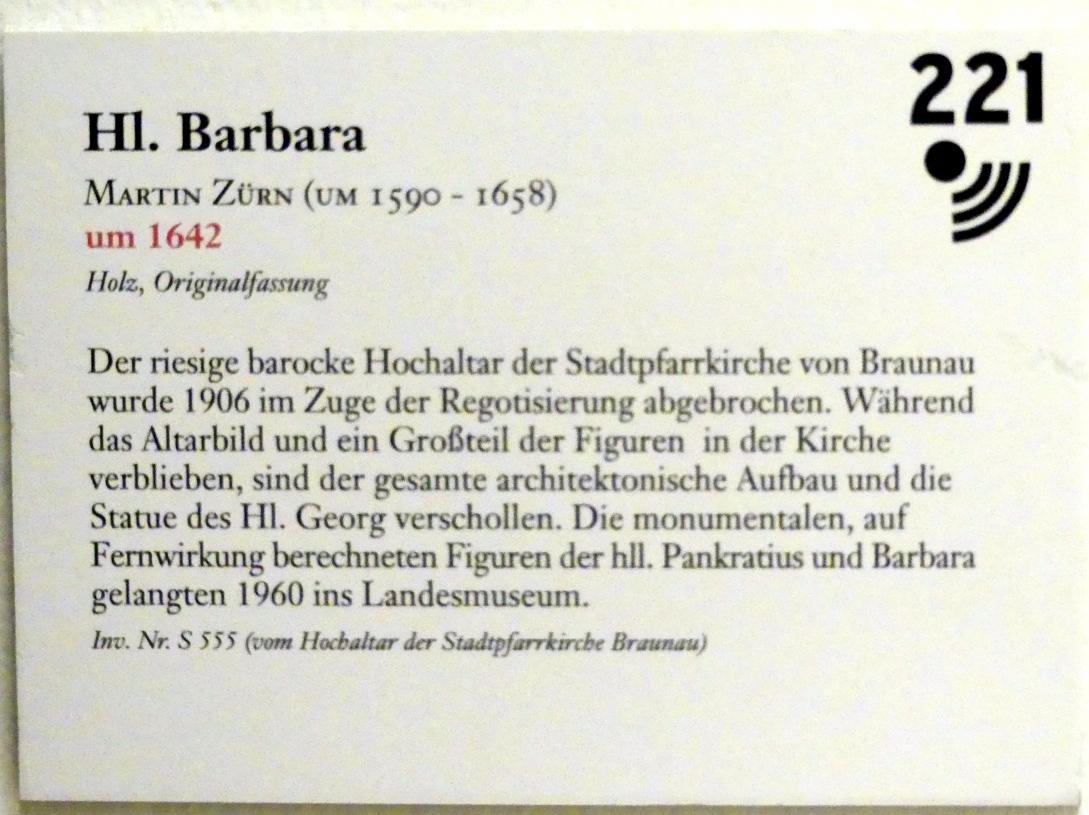 221
Hl. Barbara
Martin Zürn (um 1590 - 1658)
um 1642
Holz, Originalfassung
Der riesige barocke Hochaltar der Stadtpfarrkirche von Braunau
wurde 1906 im Zuge der Regotisierung abgebrochen. Während
das Altarbild und ein Großteil der Figuren in der Kirche
verblieben, sind der gesamte architektonische Aufbau und die
Statue des Hl. Georg verschollen. Die monumentalen, auf
Fernwirkung berechneten Figuren der hll. Pankratius und Barbara
gelangten 1960 ins Landesmuseum.
Inv. Nr. S 555 (vom Hochaltar der Stadtpfarrkirche Braunau)